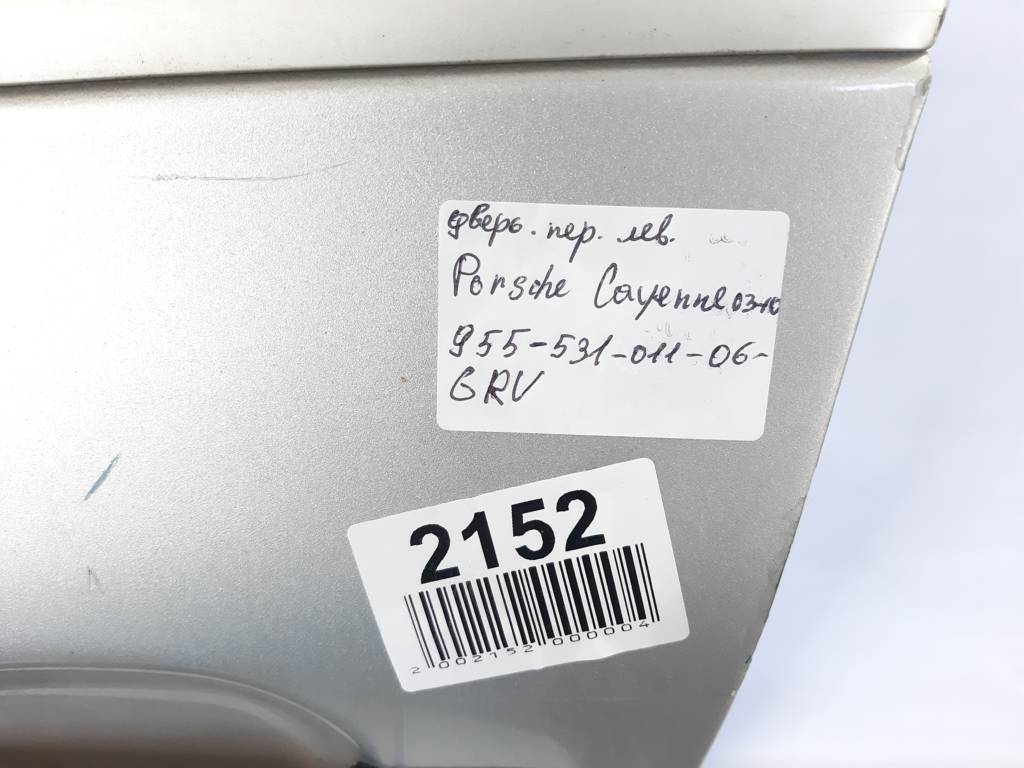 дверь. пер. лев.
Porsche Cayenne 03-10
955-531-011-06-
GRV
2152
2 002152 000004